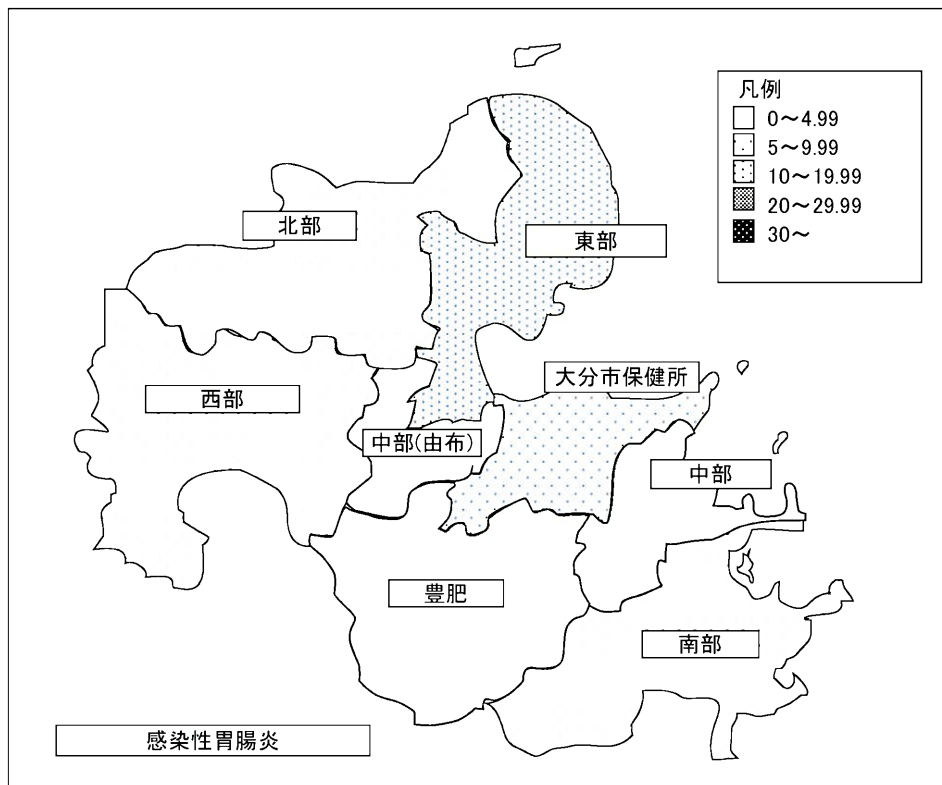 凡例
0～4.99
5～9.99
10～19.99
20～29.99
30～
北部
東部
大分市保健所
西部
中部(由布)
中部
豊肥
南部
感染性胃腸炎